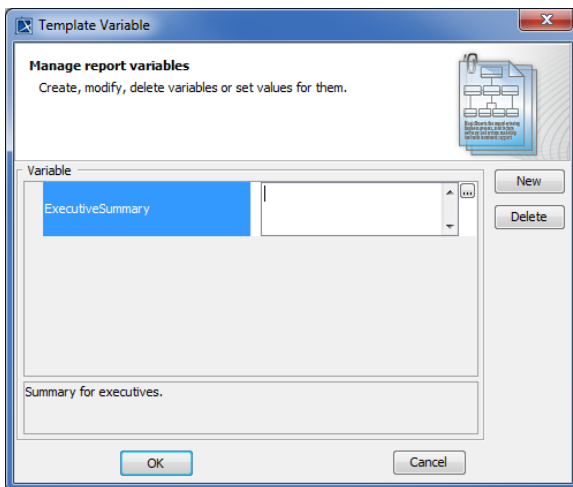 Template Variable
Manage report variables
Create, modify, delete variables or set values for them.
Variable
New
ExecutiveSummary
...
Delete
Summary for executives.
OK
Cancel